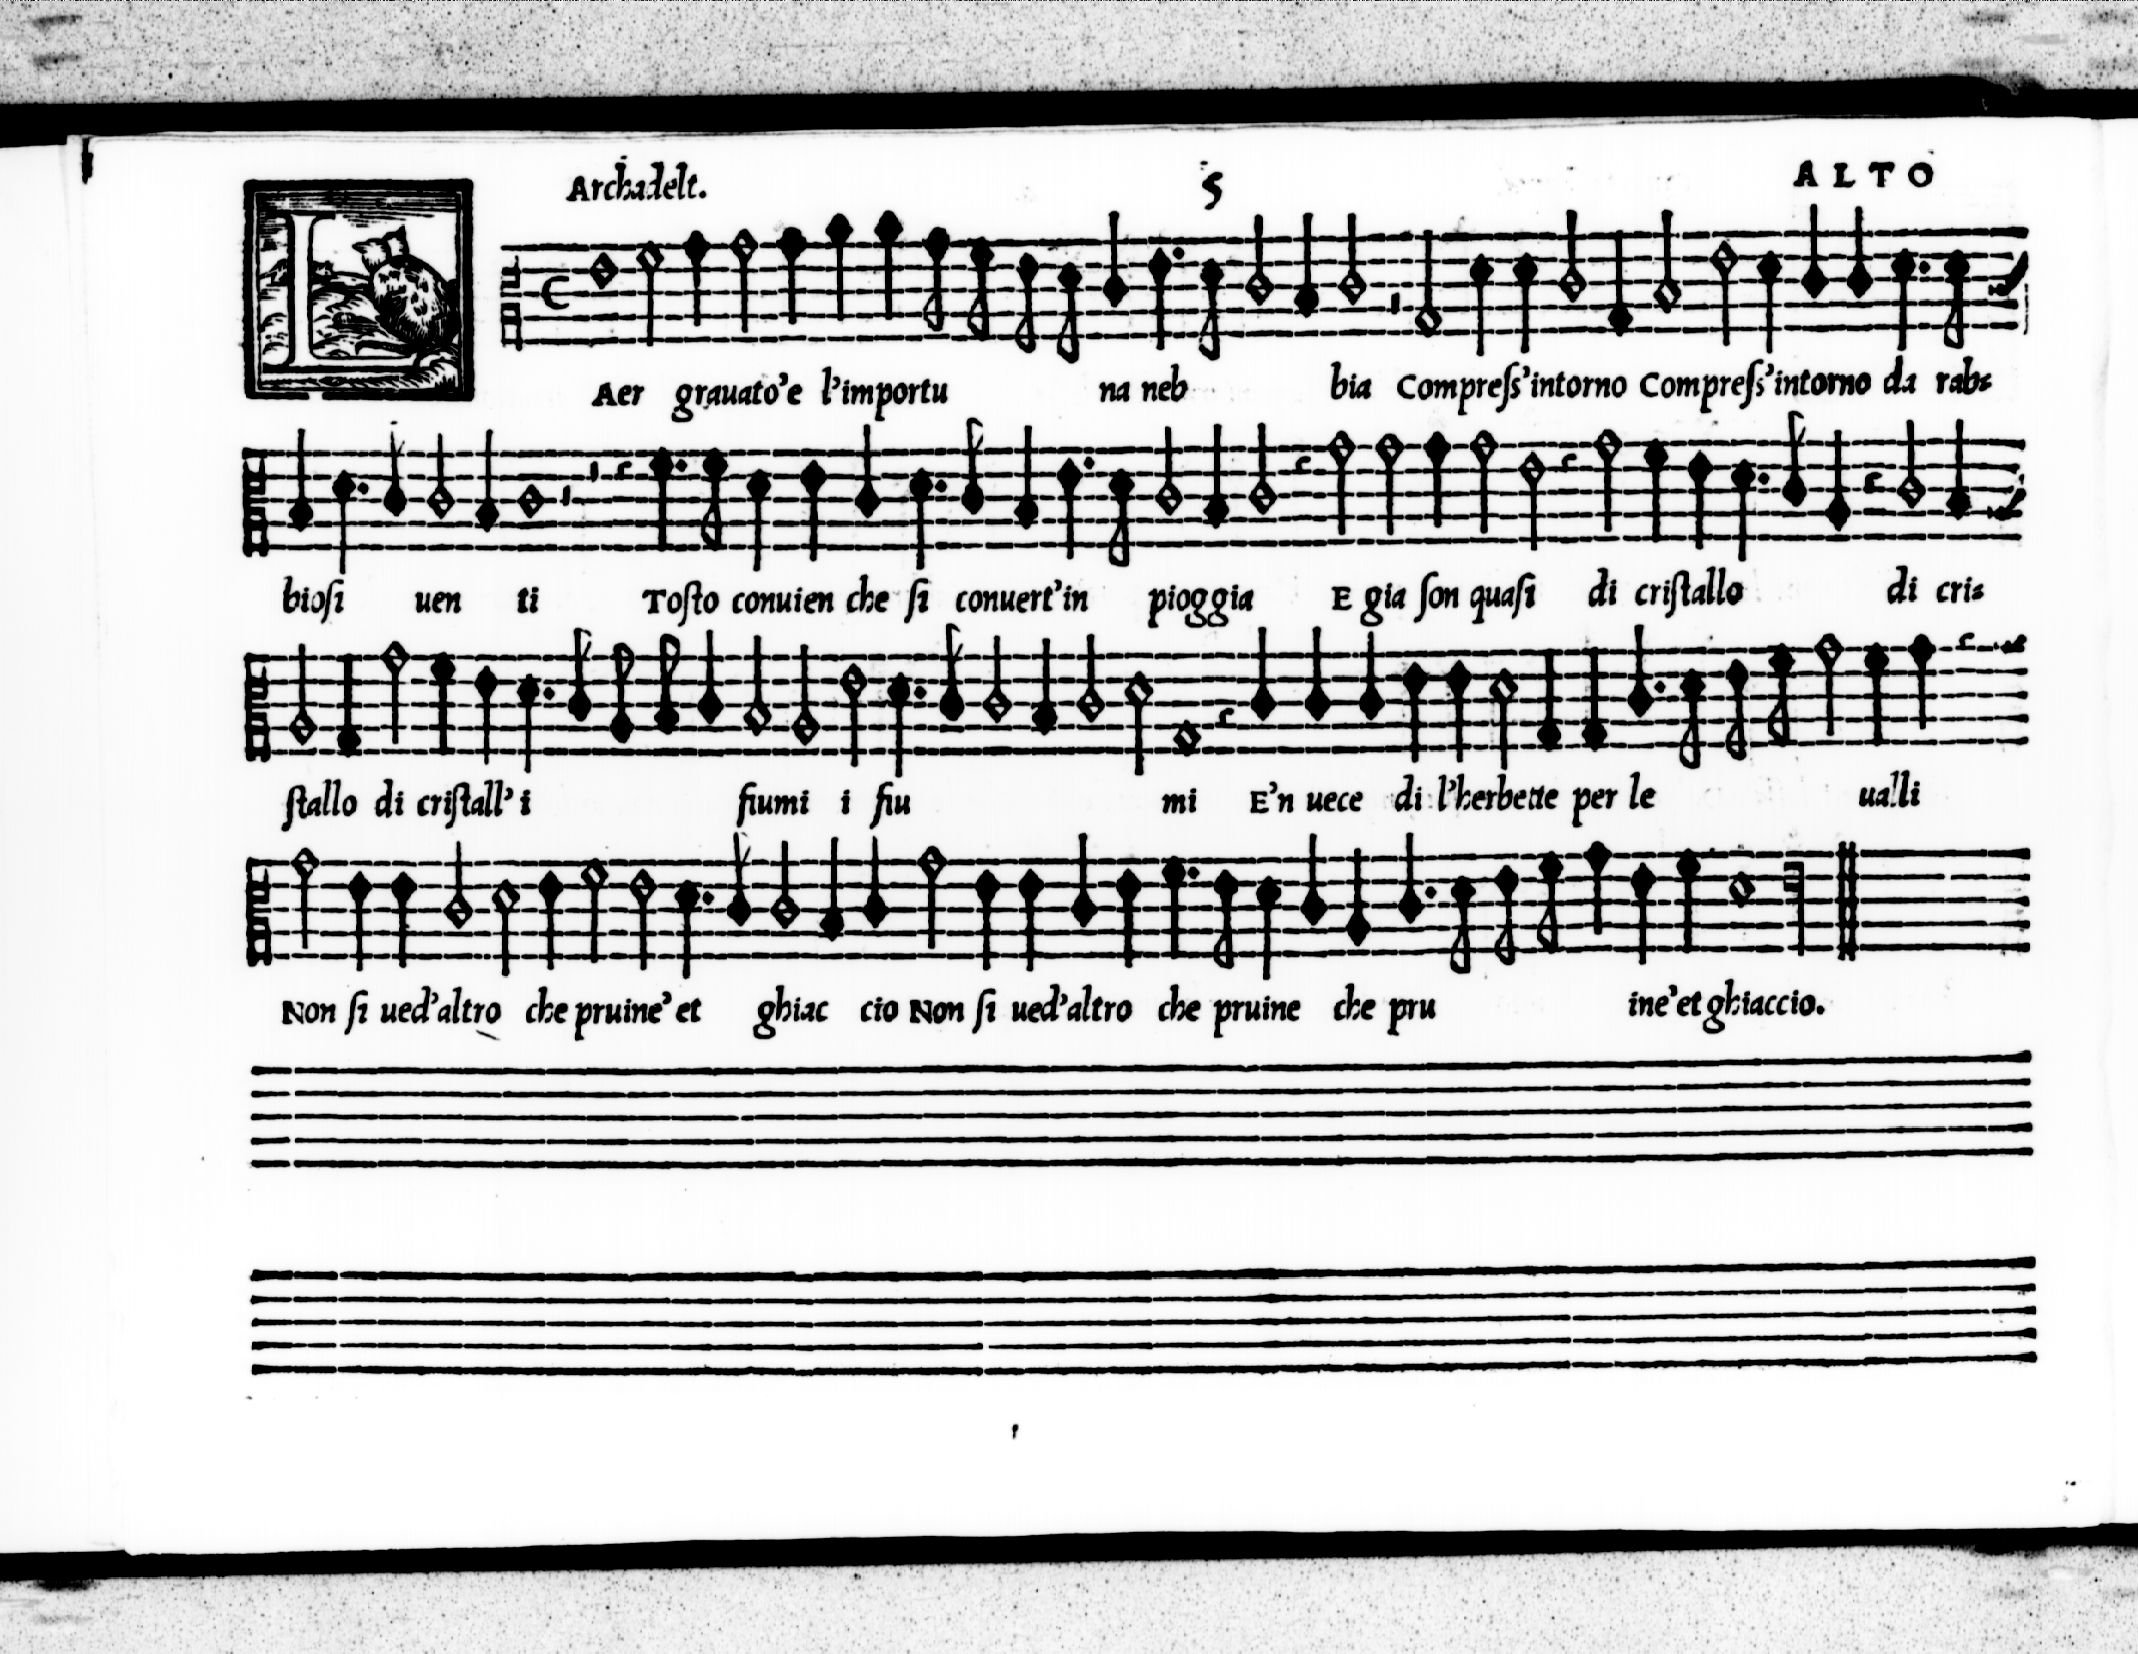 Archadelt. 5 ALTO
L Aer grauato'e l'importu na neb bia Compreſs'intorno Compreſs'intorno da rab⸗
bioſi uen ti Toſto conuien che ſi conuert'in pioggia E gia ſon quaſi di criſtallo di cri⸗
ſtallo di criſtall' i fiumi i fiu mi E'n uece di l'herbette per le ualli
Non ſi ued'altro che pruine' et ghiac cio Non ſi ued'altro che pruine che pru ine' et ghiaccio.